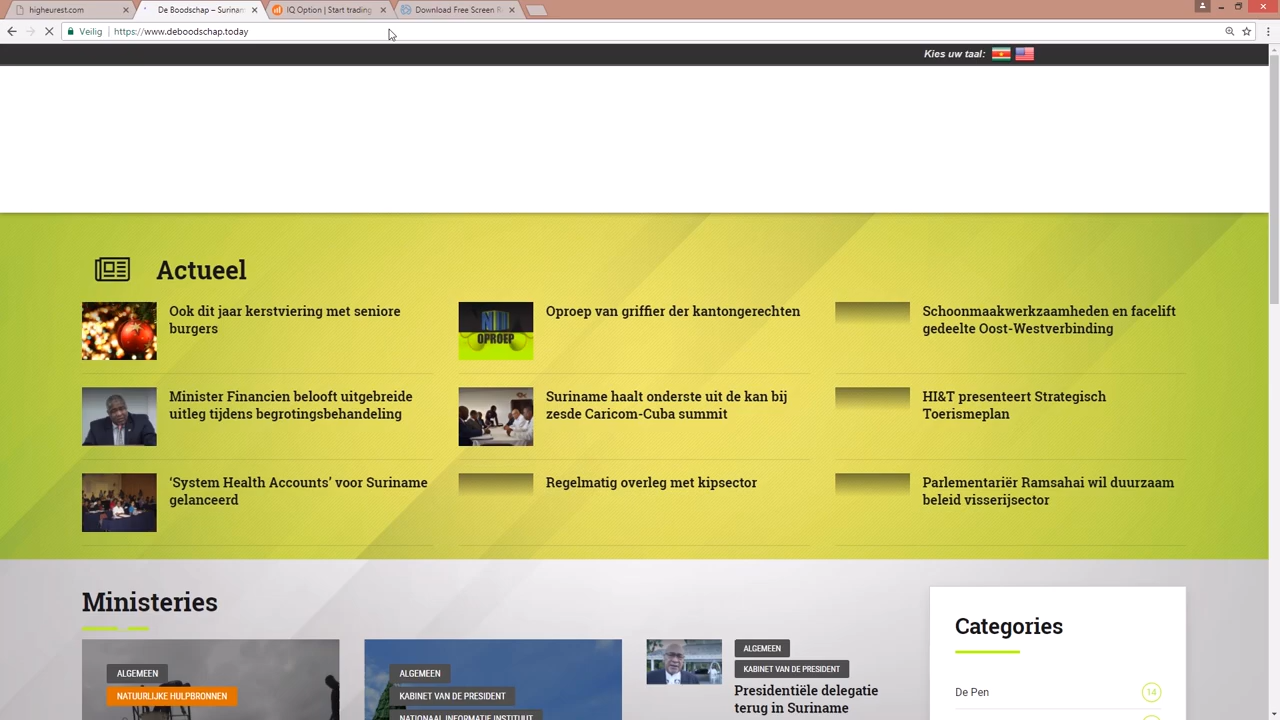 higheurest.com
De Boodschap – Surinam
IQ Option | Start trading
Download Free Screen R
Veilig
https://www.deboodschap.today
Kies uw taal:
Actueel
Ook dit jaar kerstviering met seniore
burgers
OPROEP
Oproep van griffier der kantongerechten
Schoonmaakwerkzaamheden en facelift
gedeelte Oost-Westverbinding
Minister Financien belooft uitgebreide
uitleg tijdens begrotingsbehandeling
Suriname haalt onderste uit de kan bij
zesde Caricom-Cuba summit
HI&T presenteert Strategisch
Toerismeplan
‘System Health Accounts’ voor Suriname
gelanceerd
Regelmatig overleg met kipsector
Parlementariër Ramsahai wil duurzaam
beleid visserijsector
Ministeries
ALGEMEEN
NATUURLIJKE HULPBRONNEN
ALGEMEEN
KABINET VAN DE PRESIDENT
NATIONAAL INFORMATIE INSTITUUT
ALGEMEEN
KABINET VAN DE PRESIDENT
Presidentiële delegatie
terug in Suriname
Categories
De Pen
14